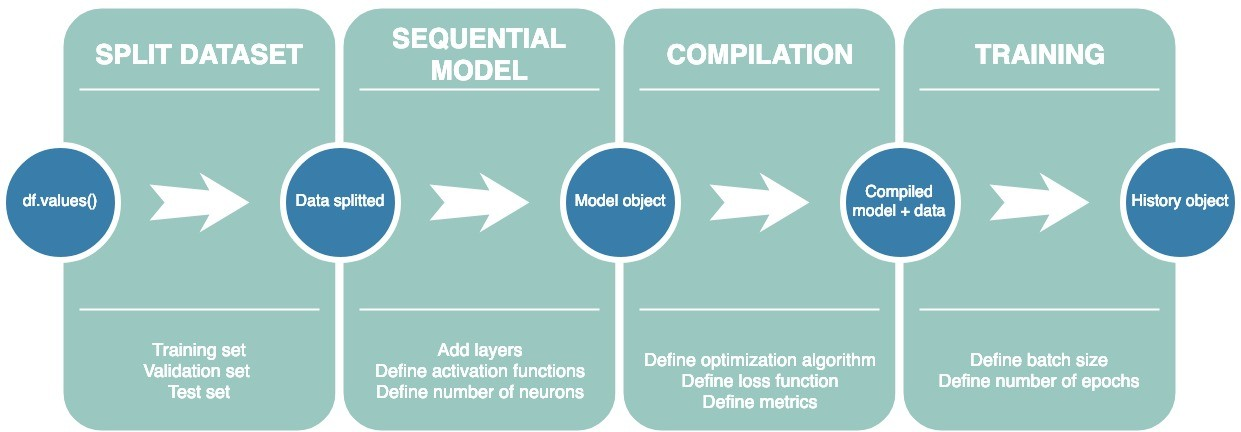 SPLIT DATASET
SEQUENTIAL
MODEL
COMPILATION
TRAINING
df.values()
Data splitted
Model object
Compiled
model + data
History object
Training set
Validation set
Test set
Add layers
Define activation functions
Define number of neurons
Define optimization algorithm
Define loss function
Define metrics
Define batch size
Define number of epochs